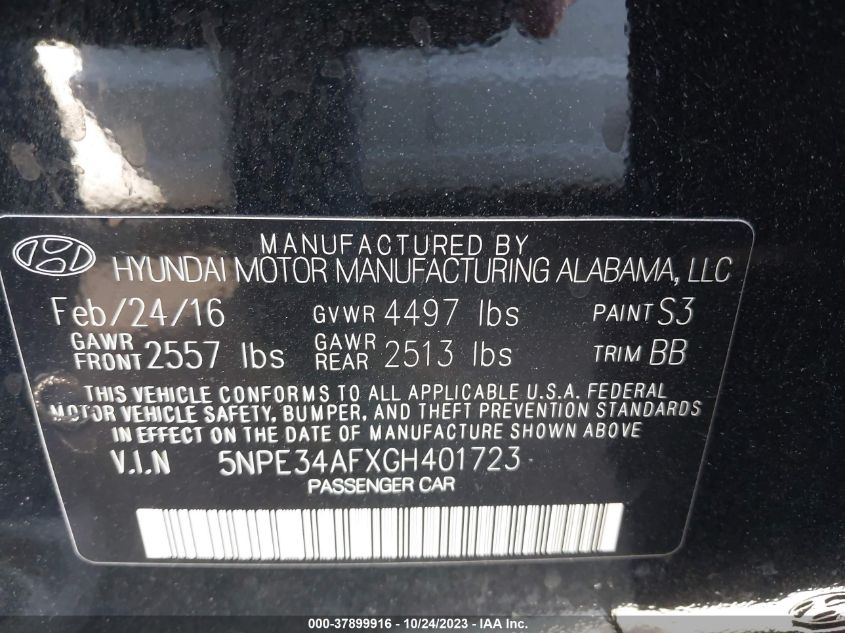 MANUFACTURED BY
HYUNDAI MOTOR MANUFACTURING ALABAMA, LLC
Feb/24/16 GVWR 4497 lbs PAINT S3
GAWR FRONT 2557 lbs GAWR REAR 2513 lbs TRIM BB
THIS VEHICLE CONFORMS TO ALL APPLICABLE U.S.A. FEDERAL
MOTOR VEHICLE SAFETY, BUMPER, AND THEFT PREVENTION STANDARDS
IN EFFECT ON THE DATE OF MANUFACTURE SHOWN ABOVE
V.I.N 5NPE34AFXGH401723
PASSENGER CAR
000-37899916 - 10/24/2023 - IAA Inc.